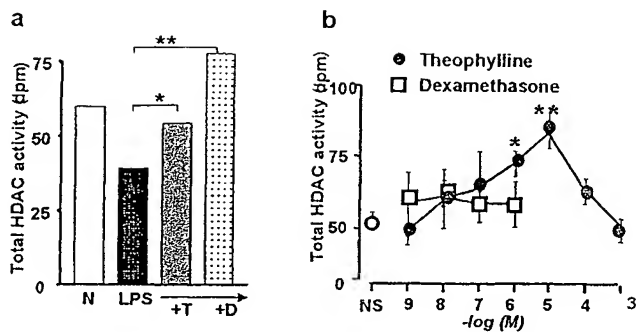 a
Total HDAC activity (dpm)
75
50
25
0
**
*
N LPS +T +D
b
Total HDAC activity (dpm)
100
75
50
0
Theophylline
Dexamethasone
*
**
NS 9 8 7 6 5 4 3
-log (M)